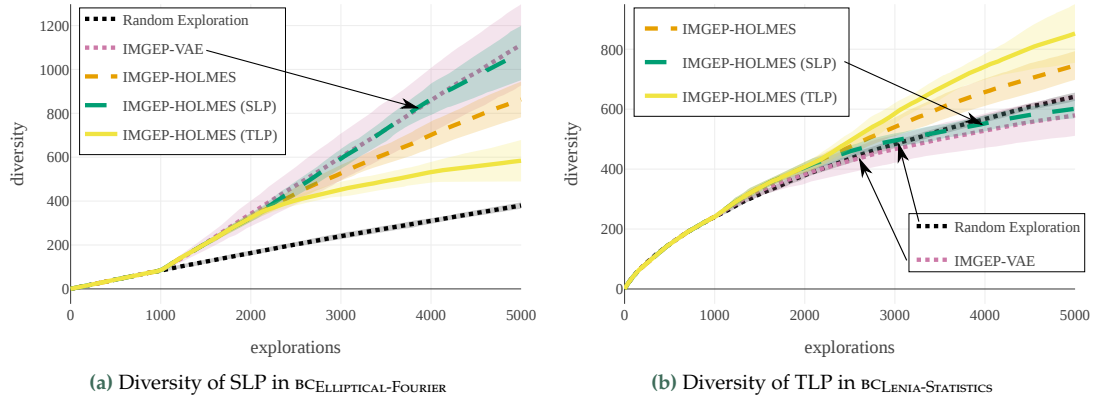 1200
1000
800
600
400
200
0
diversity
Random Exploration
IMGEP-VAE
IMGEP-HOLMES
IMGEP-HOLMES (SLP)
IMGEP-HOLMES (TLP)
0 1000 2000 3000 4000 5000
explorations
(a) Diversity of SLP in BCElliptical-Fourier
800
600
400
200
0
diversity
IMGEP-HOLMES
IMGEP-HOLMES (SLP)
IMGEP-HOLMES (TLP)
Random Exploration
IMGEP-VAE
0 1000 2000 3000 4000 5000
explorations
(b) Diversity of TLP in BCLenia-Statistics